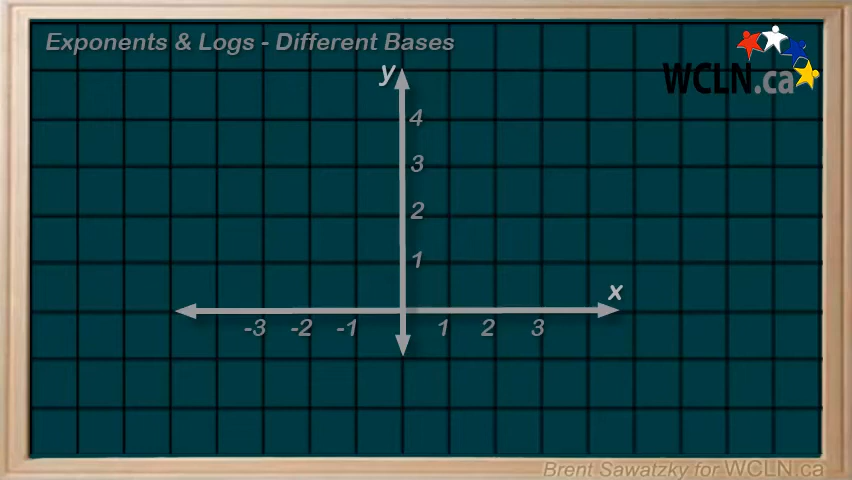 Exponents & Logs - Different Bases
WCLN.ca
y
4
3
2
1
x
-3 -2 -1 1 2 3
Brent Sawatzky for WCLN.ca